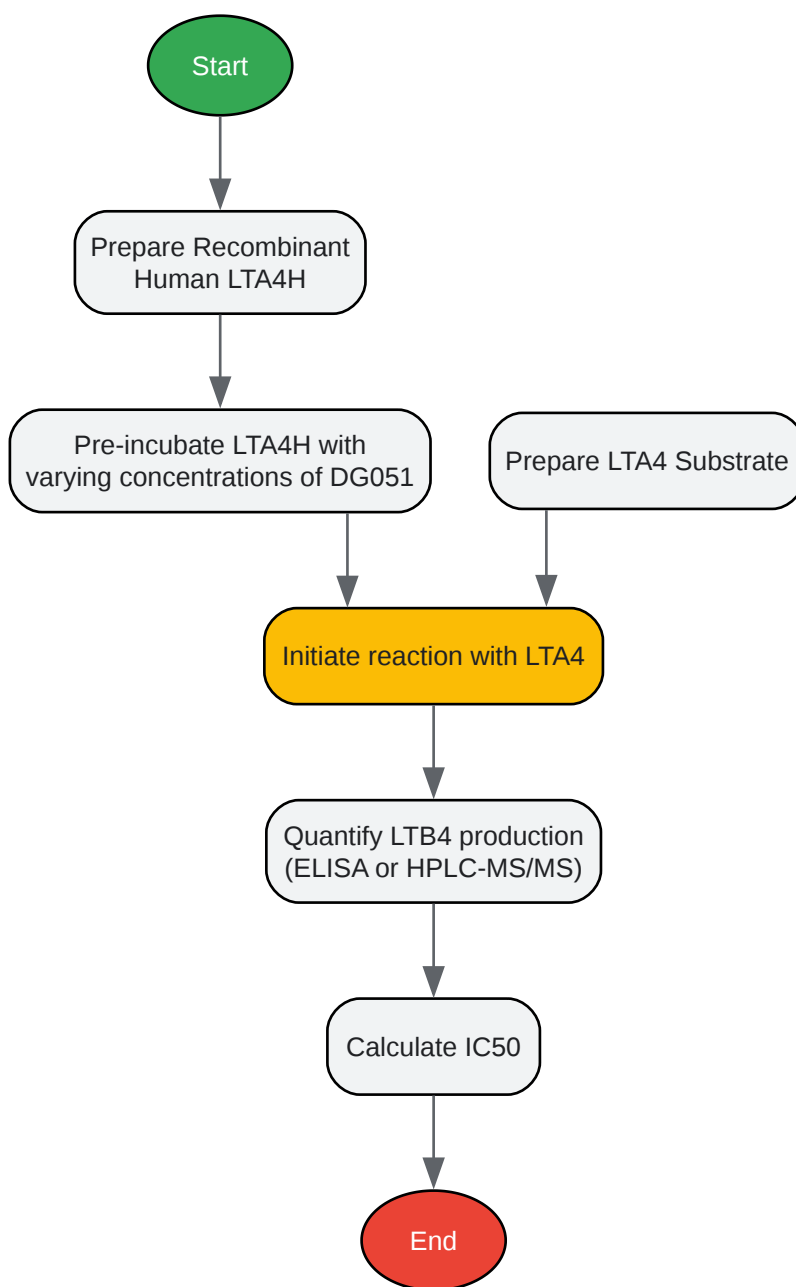 Start
Prepare Recombinant
Human LTA4H
Pre-incubate LTA4H with
varying concentrations of DG051
Prepare LTA4 Substrate
Initiate reaction with LTA4
Quantify LTB4 production
(ELISA or HPLC-MS/MS)
Calculate IC50
End